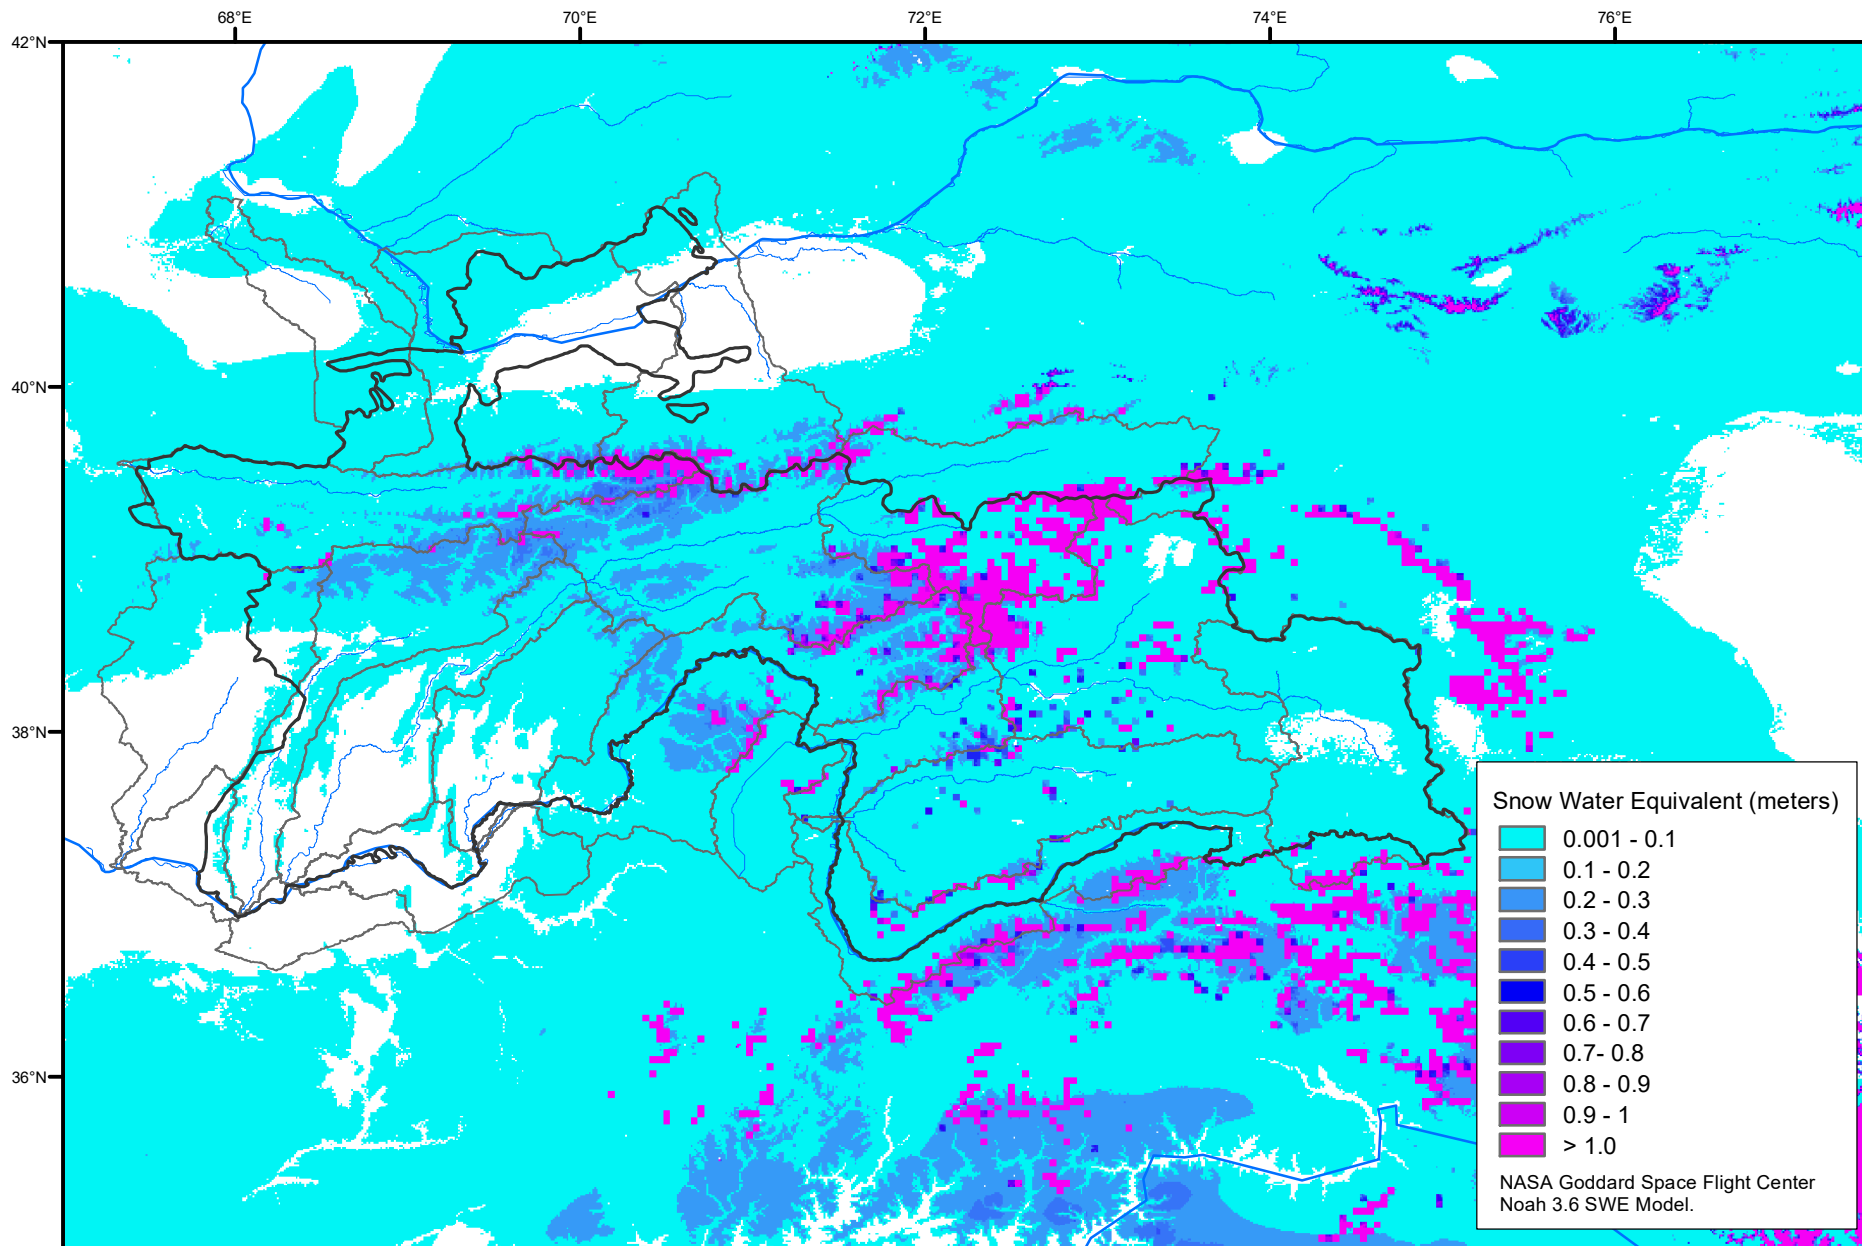 68°E
70°E
72°E
74°E
76°E
42°N
40°N
38°N
36°N
Snow Water Equivalent (meters)
0.001 - 0.1
0.1 - 0.2
0.2 - 0.3
0.3 - 0.4
0.4 - 0.5
0.5 - 0.6
0.6 - 0.7
0.7- 0.8
0.8 - 0.9
0.9 - 1
> 1.0
NASA Goddard Space Flight Center
Noah 3.6 SWE Model.